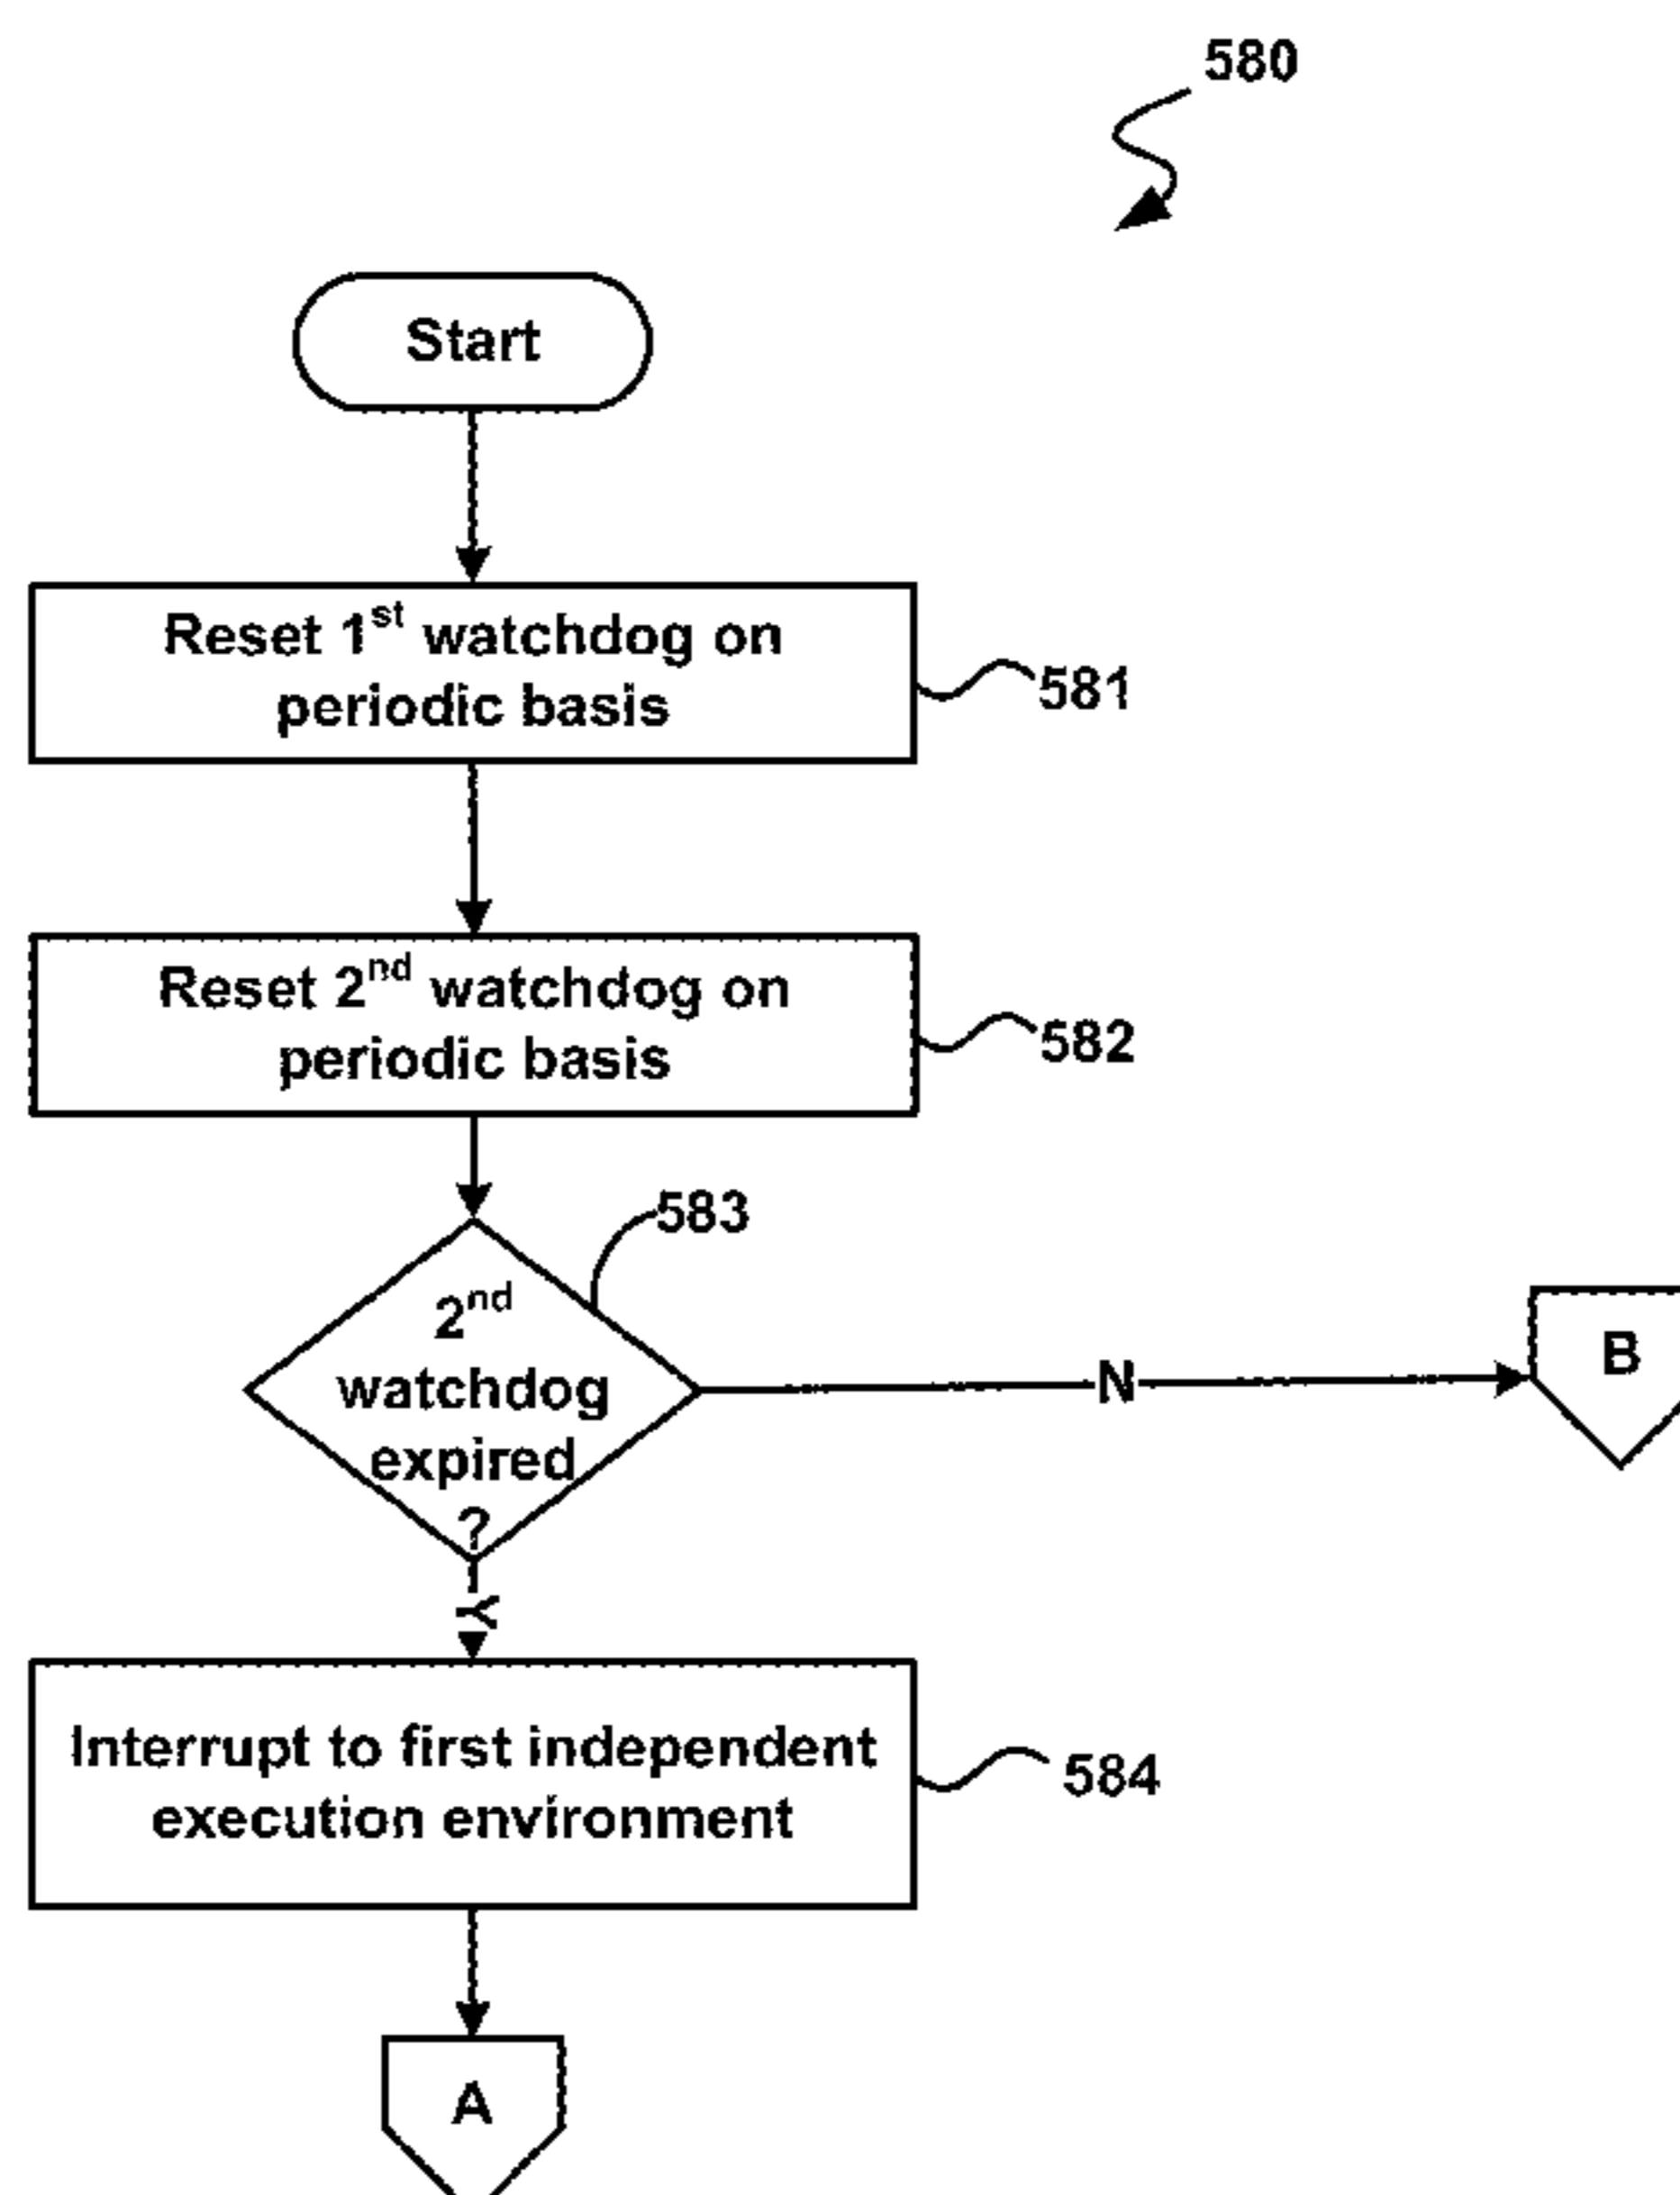 580
Start
Reset 1st watchdog on
periodic basis
581
Reset 2nd watchdog on
periodic basis
582
583
2nd
watchdog
expired
?
N
B
Y
Interrupt to first independent
execution environment
584
A